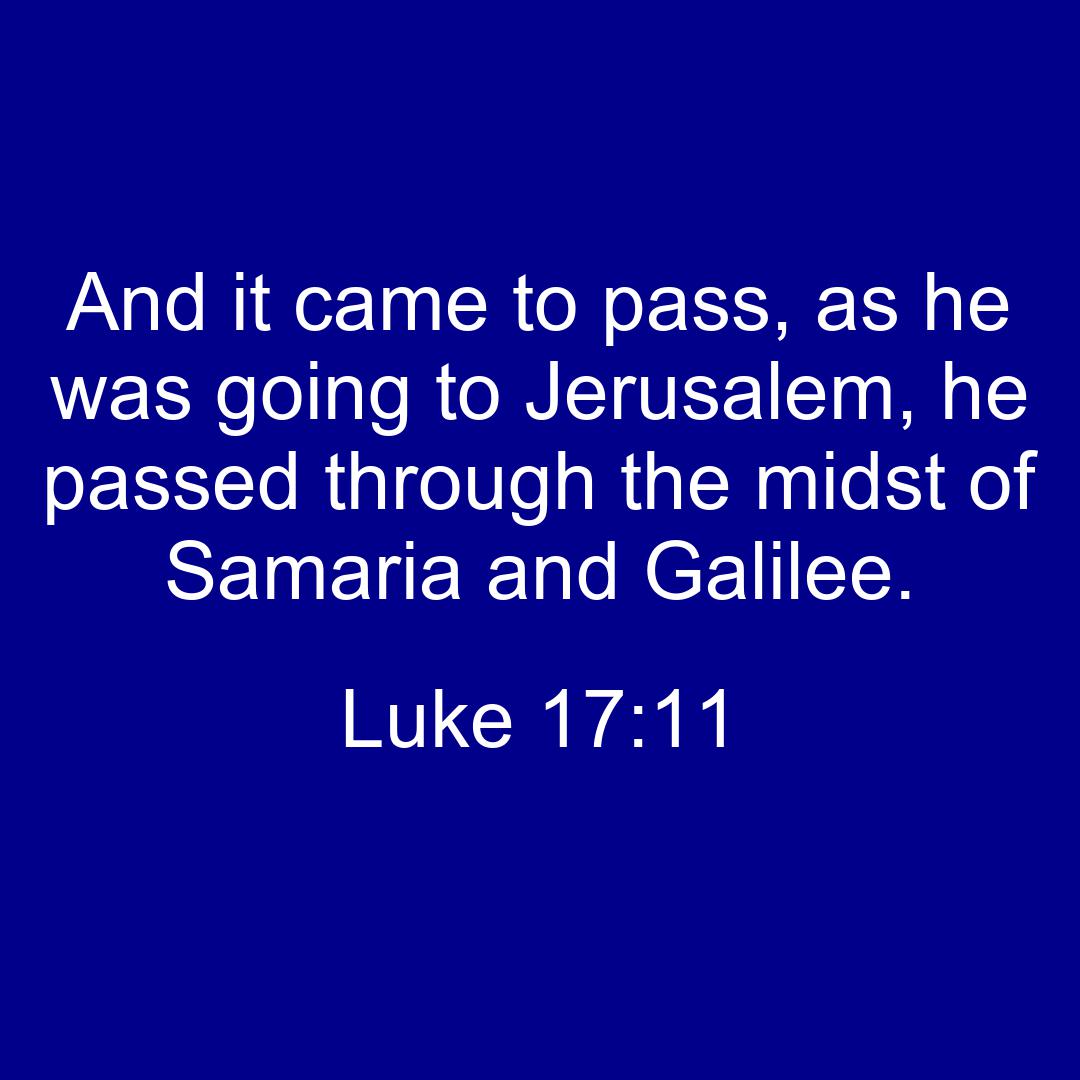 And it came to pass, as he
was going to Jerusalem, he
passed through the midst of
Samaria and Galilee.
Luke 17:11